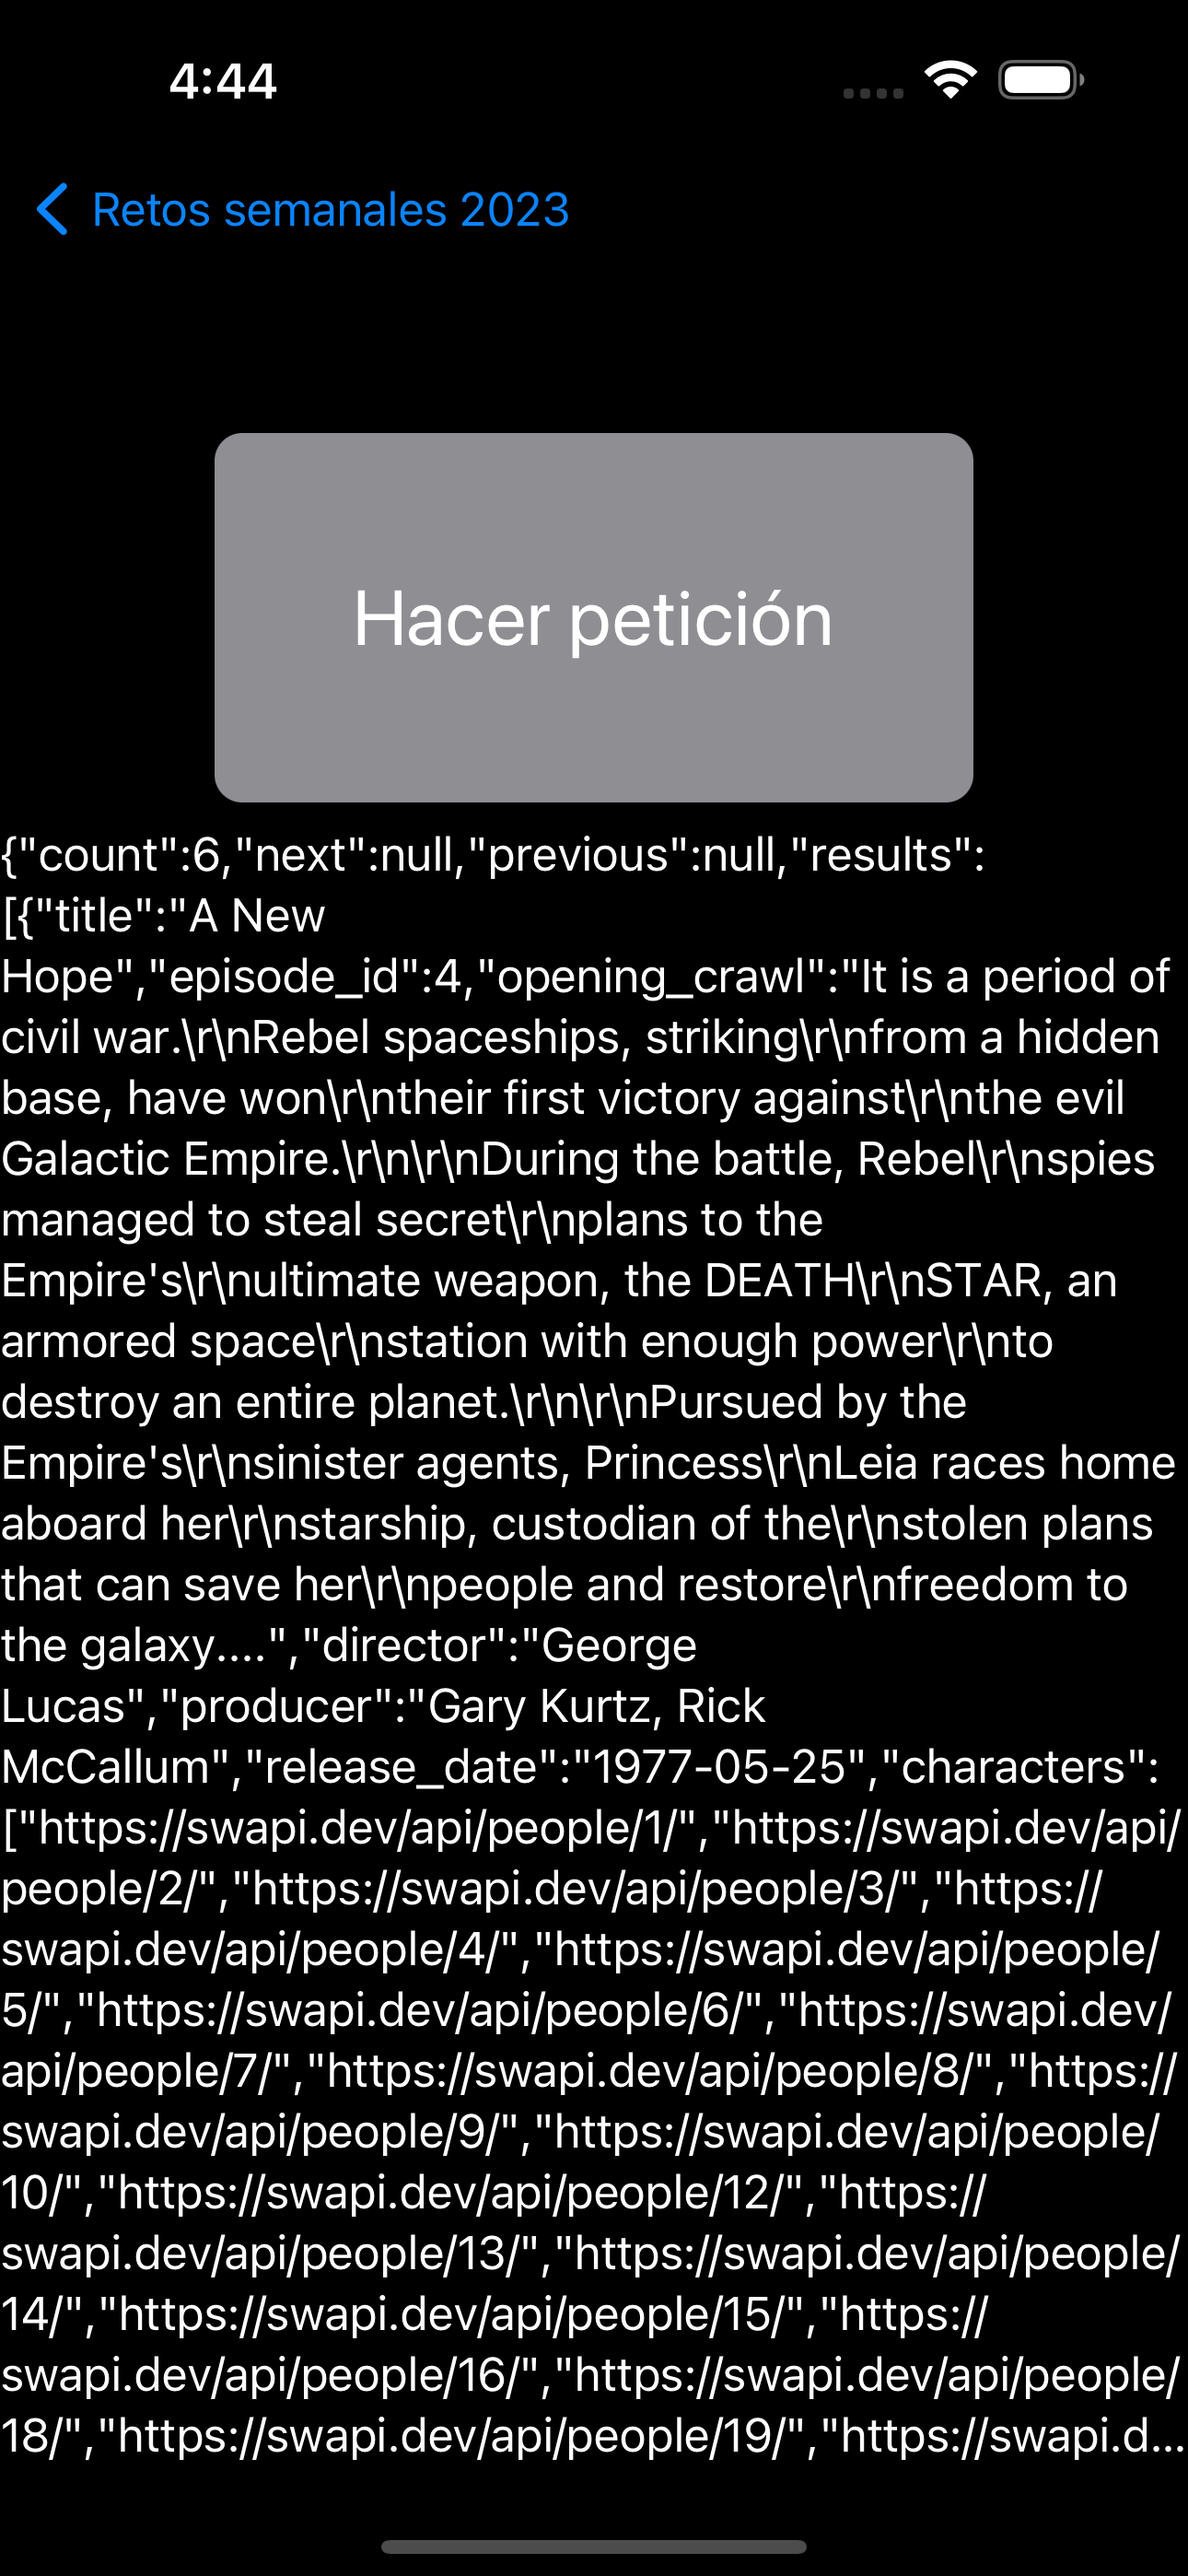 4:44
Retos semanales 2023
Hacer petición
{"count":6,"next":null,"previous":null,"results":
[{"title":"A New
Hope","episode_id":4,"opening_crawl":"It is a period of
civil war.\r\nRebel spaceships, striking\r\nfrom a hidden
base, have won\r\ntheir first victory against\r\nthe evil
Galactic Empire.\r\n\r\nDuring the battle, Rebel\r\nspies
managed to steal secret\r\nplans to the
Empire's\r\nultimate weapon, the DEATH\r\nSTAR, an
armored space\r\nstation with enough power\r\nto
destroy an entire planet.\r\n\r\nPursued by the
Empire's\r\nsinister agents, Princess\r\nLeia races home
aboard her\r\nstarship, custodian of the\r\nstolen plans
that can save her\r\npeople and restore\r\nfreedom to
the galaxy....","director":"George
Lucas","producer":"Gary Kurtz, Rick
McCallum","release_date":"1977-05-25","characters":
["https://swapi.dev/api/people/1/","https://swapi.dev/api/
people/2/","https://swapi.dev/api/people/3/","https://
swapi.dev/api/people/4/","https://swapi.dev/api/people/
5/","https://swapi.dev/api/people/6/","https://swapi.dev/
api/people/7/","https://swapi.dev/api/people/8/","https://
swapi.dev/api/people/9/","https://swapi.dev/api/people/
10/","https://swapi.dev/api/people/12/","https://
swapi.dev/api/people/13/","https://swapi.dev/api/people/
14/","https://swapi.dev/api/people/15/","https://
swapi.dev/api/people/16/","https://swapi.dev/api/people/
18/","https://swapi.dev/api/people/19/","https://swapi.d...